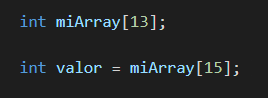 int miArray[13];
int valor = miArray[15];